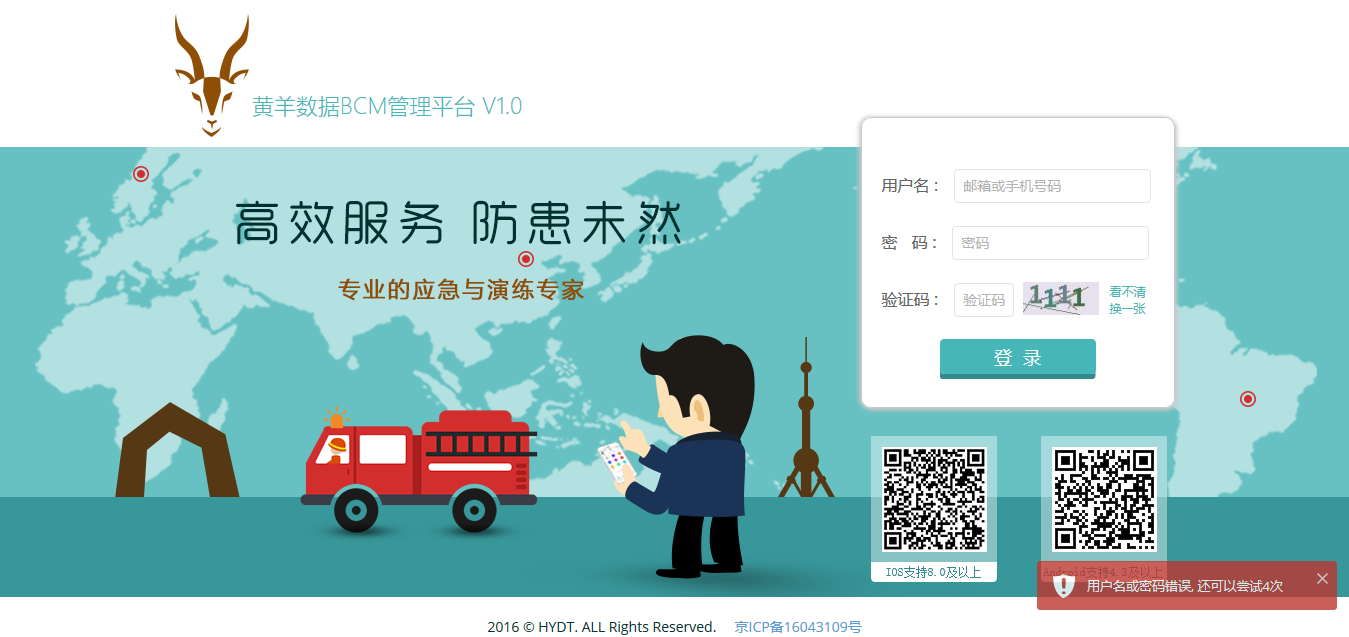 黄羊数据BCM管理平台 V1.0
高效服务 防患未然
专业的应急与演练专家
用户名： 邮箱或手机号码
密 码： 密码
验证码： 验证码 1111 看不清
换一张
登 录
IOS支持8.0及以上
Android支持4.3及以上
用户名或密码错误, 还可以尝试4次
2016 © HYDT. ALL Rights Reserved. 京ICP备16043109号